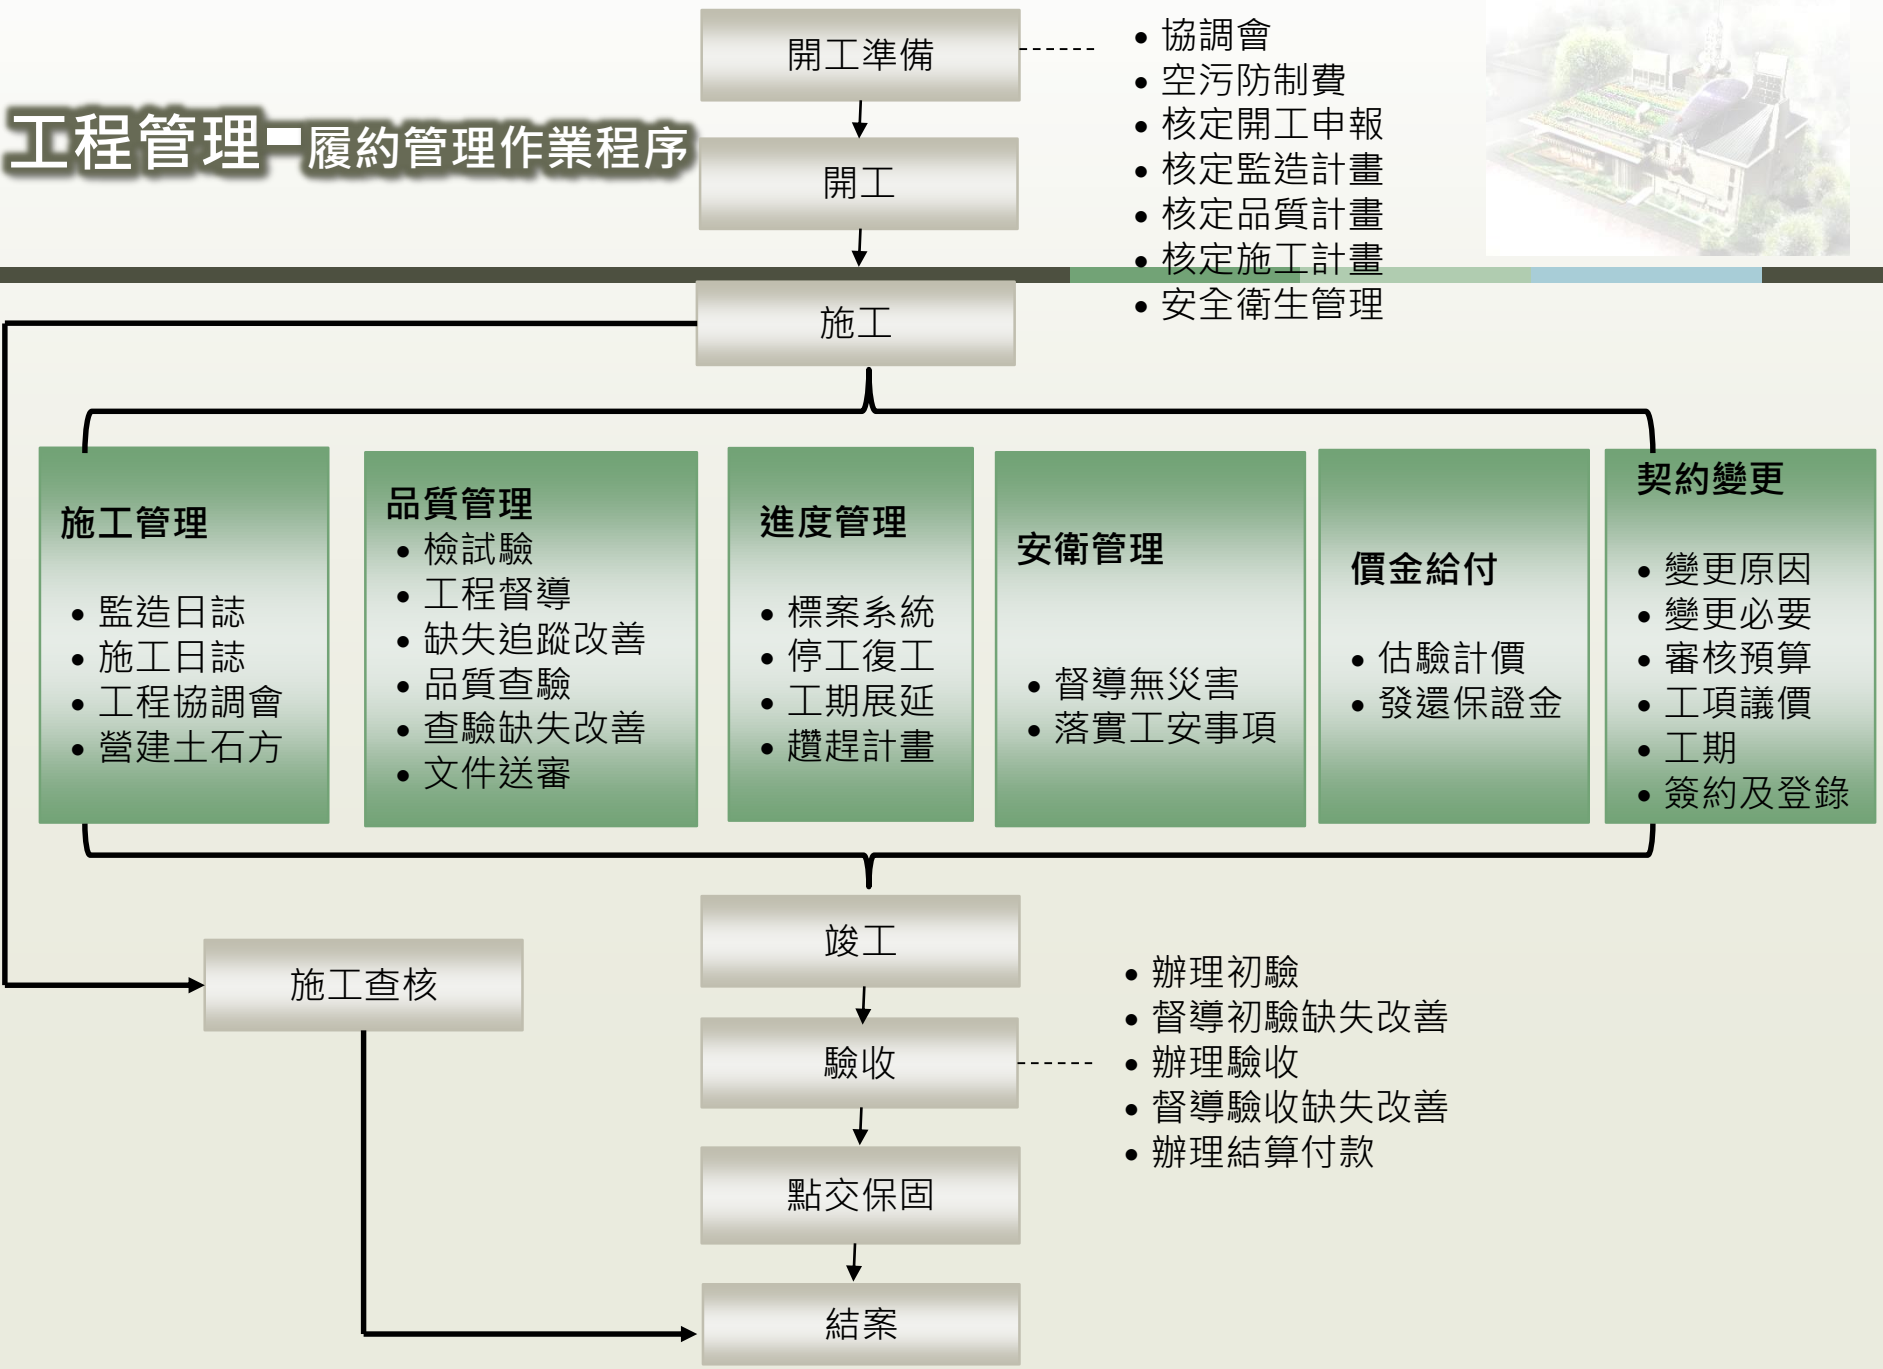 工程管理-履約管理作業程序
開工準備
• 協調會
• 空污防制費
• 核定開工申報
• 核定監造計畫
• 核定品質計畫
• 核定施工計畫
• 安全衛生管理
開工
施工
施工管理
• 監造日誌
• 施工日誌
• 工程協調會
• 營建土石方
品質管理
• 檢試驗
• 工程督導
• 缺失追蹤改善
• 品質查驗
• 查驗缺失改善
• 文件送審
進度管理
• 標案系統
• 停工復工
• 工期展延
• 趲趕計畫
安衛管理
• 督導無災害
• 落實工安事項
價金給付
• 估驗計價
• 發還保證金
契約變更
• 變更原因
• 變更必要
• 審核預算
• 工項議價
• 工期
• 簽約及登錄
竣工
施工查核
驗收
• 辦理初驗
• 督導初驗缺失改善
• 辦理驗收
• 督導驗收缺失改善
• 辦理結算付款
點交保固
結案